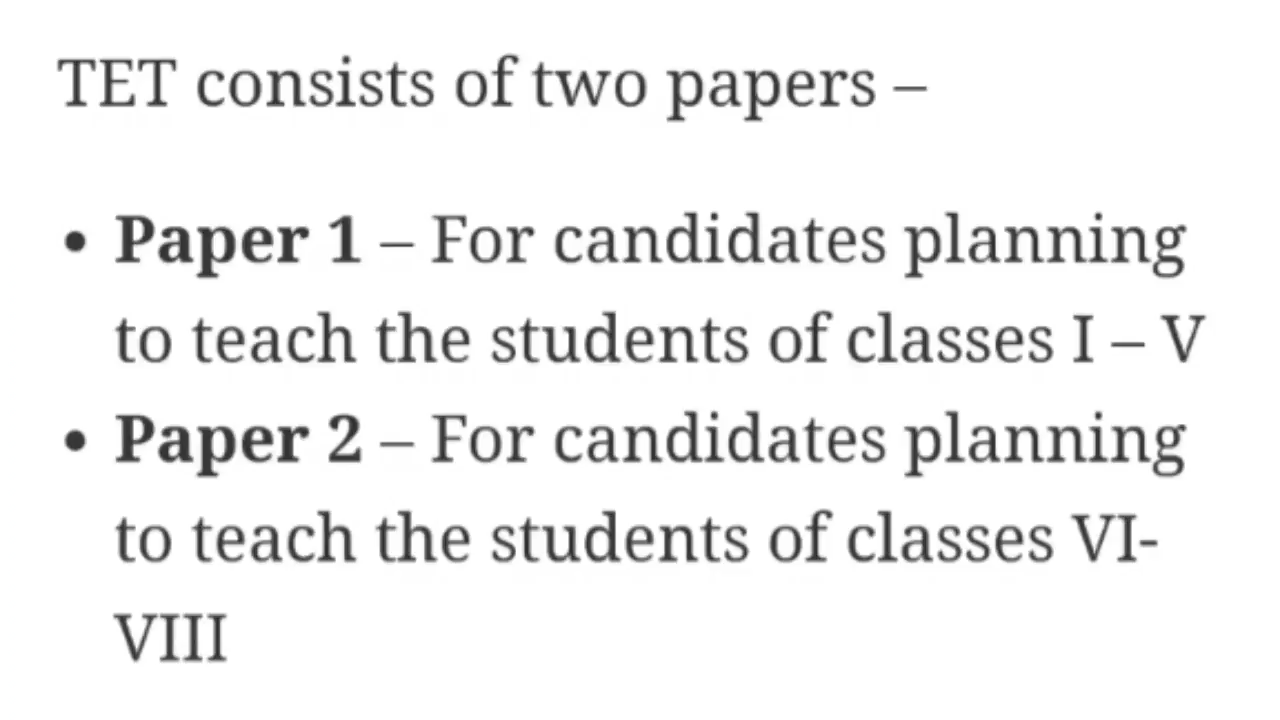 TET consists of two papers –
• Paper 1 – For candidates planning
to teach the students of classes I – V
• Paper 2 – For candidates planning
to teach the students of classes VI-
VIII